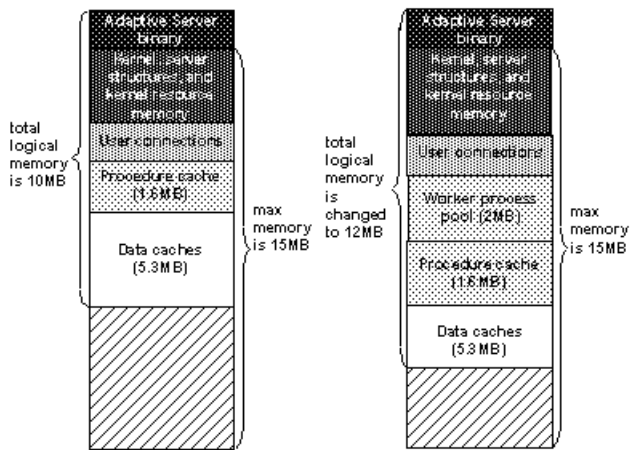 Adaptive Server
binary
Kernel, server
structures, and
kernel resource
memory
User connections
Procedure cache
(1.6MB)
Data caches
(5.3MB)
total
logical
memory
is 10MB
max
memory
is 15MB
Adaptive Server
binary
Kernel, server
structures, and
kernel resource
memory
User connections
Worker process
pool (2MB)
Procedure cache
(1.6MB)
Data caches
(5.3MB)
total
logical
memory
is
changed
to 12MB
max
memory
is 15MB